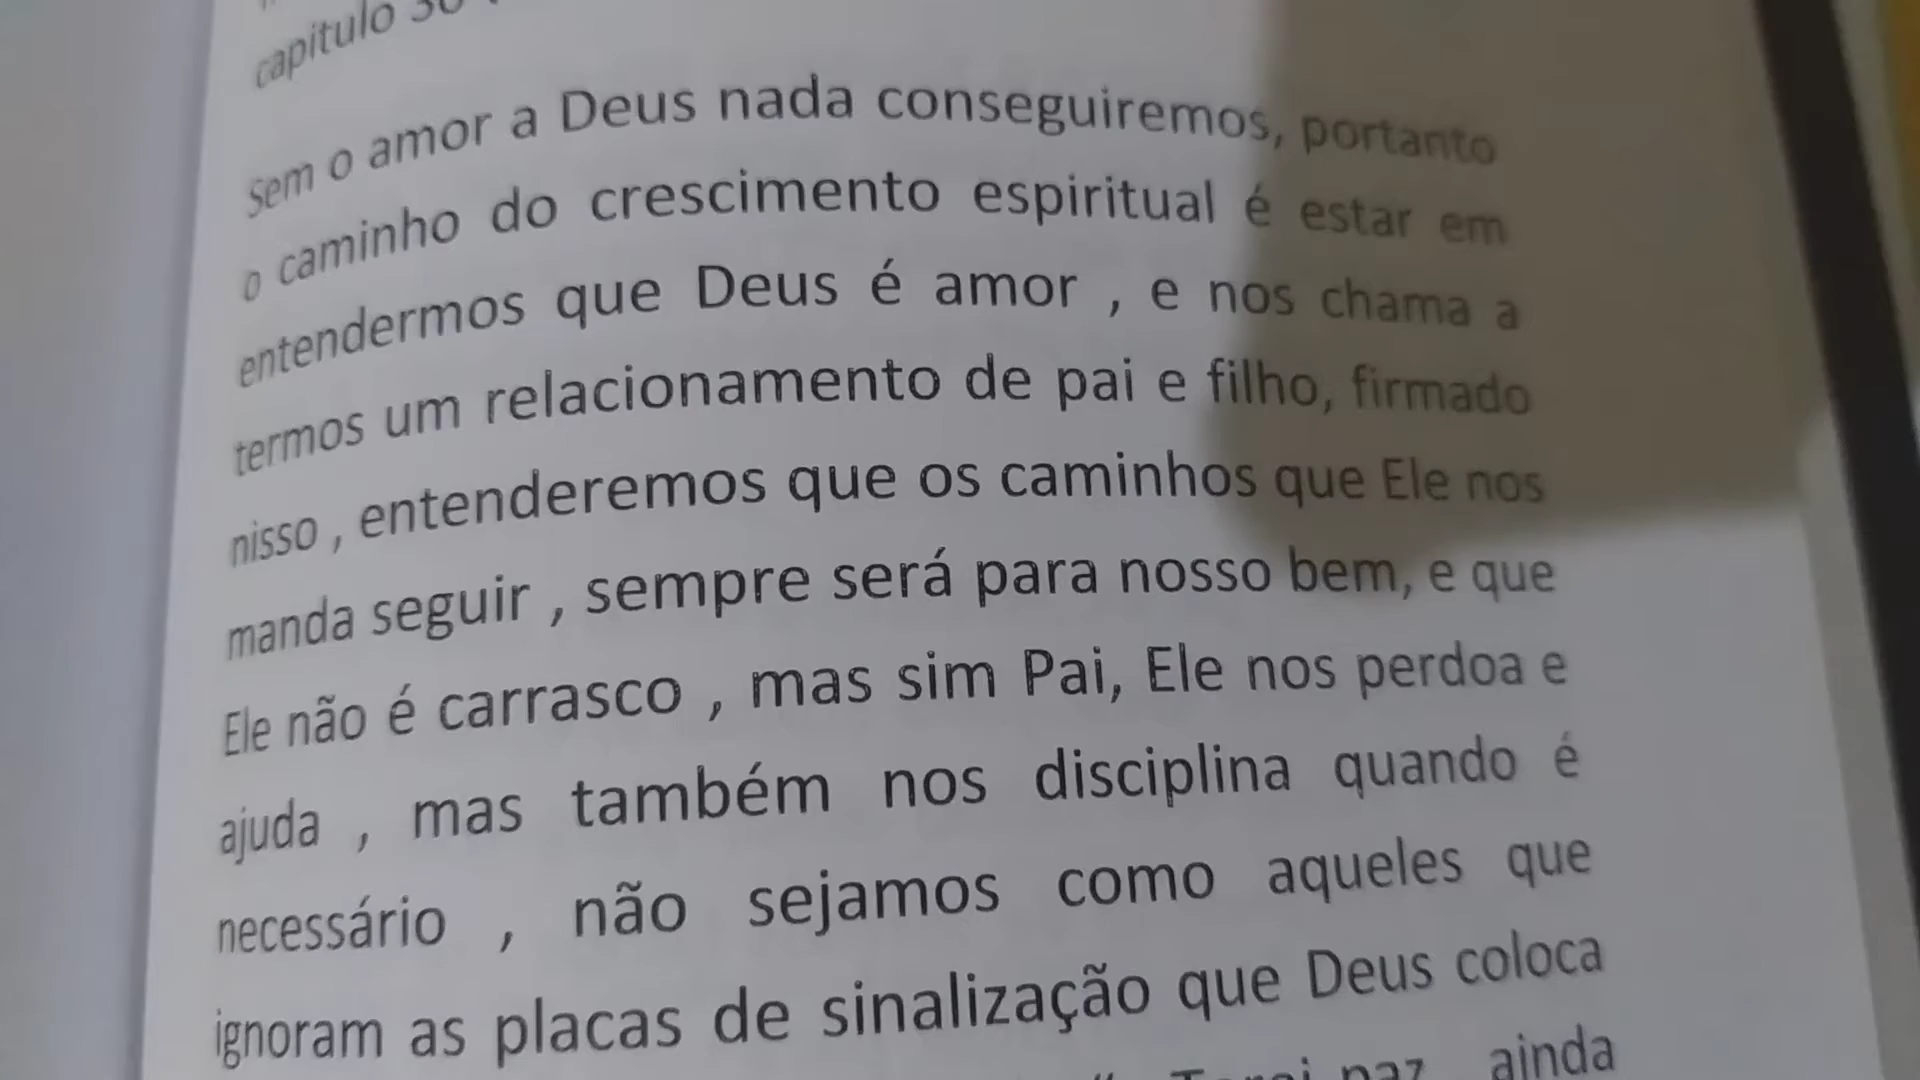 capitulo 30
Sem o amor a Deus nada conseguiremos, portanto
o caminho do crescimento espiritual é estar em
entendermos que Deus é amor , e nos chama a
termos um relacionamento de pai e filho, firmado
nisso , entenderemos que os caminhos que Ele nos
manda seguir , sempre será para nosso bem, e que
Ele não é carrasco , mas sim Pai, Ele nos perdoa e
ajuda , mas também nos disciplina quando é
necessário , não sejamos como aqueles que
ignoram as placas de sinalização que Deus coloca
paz ainda